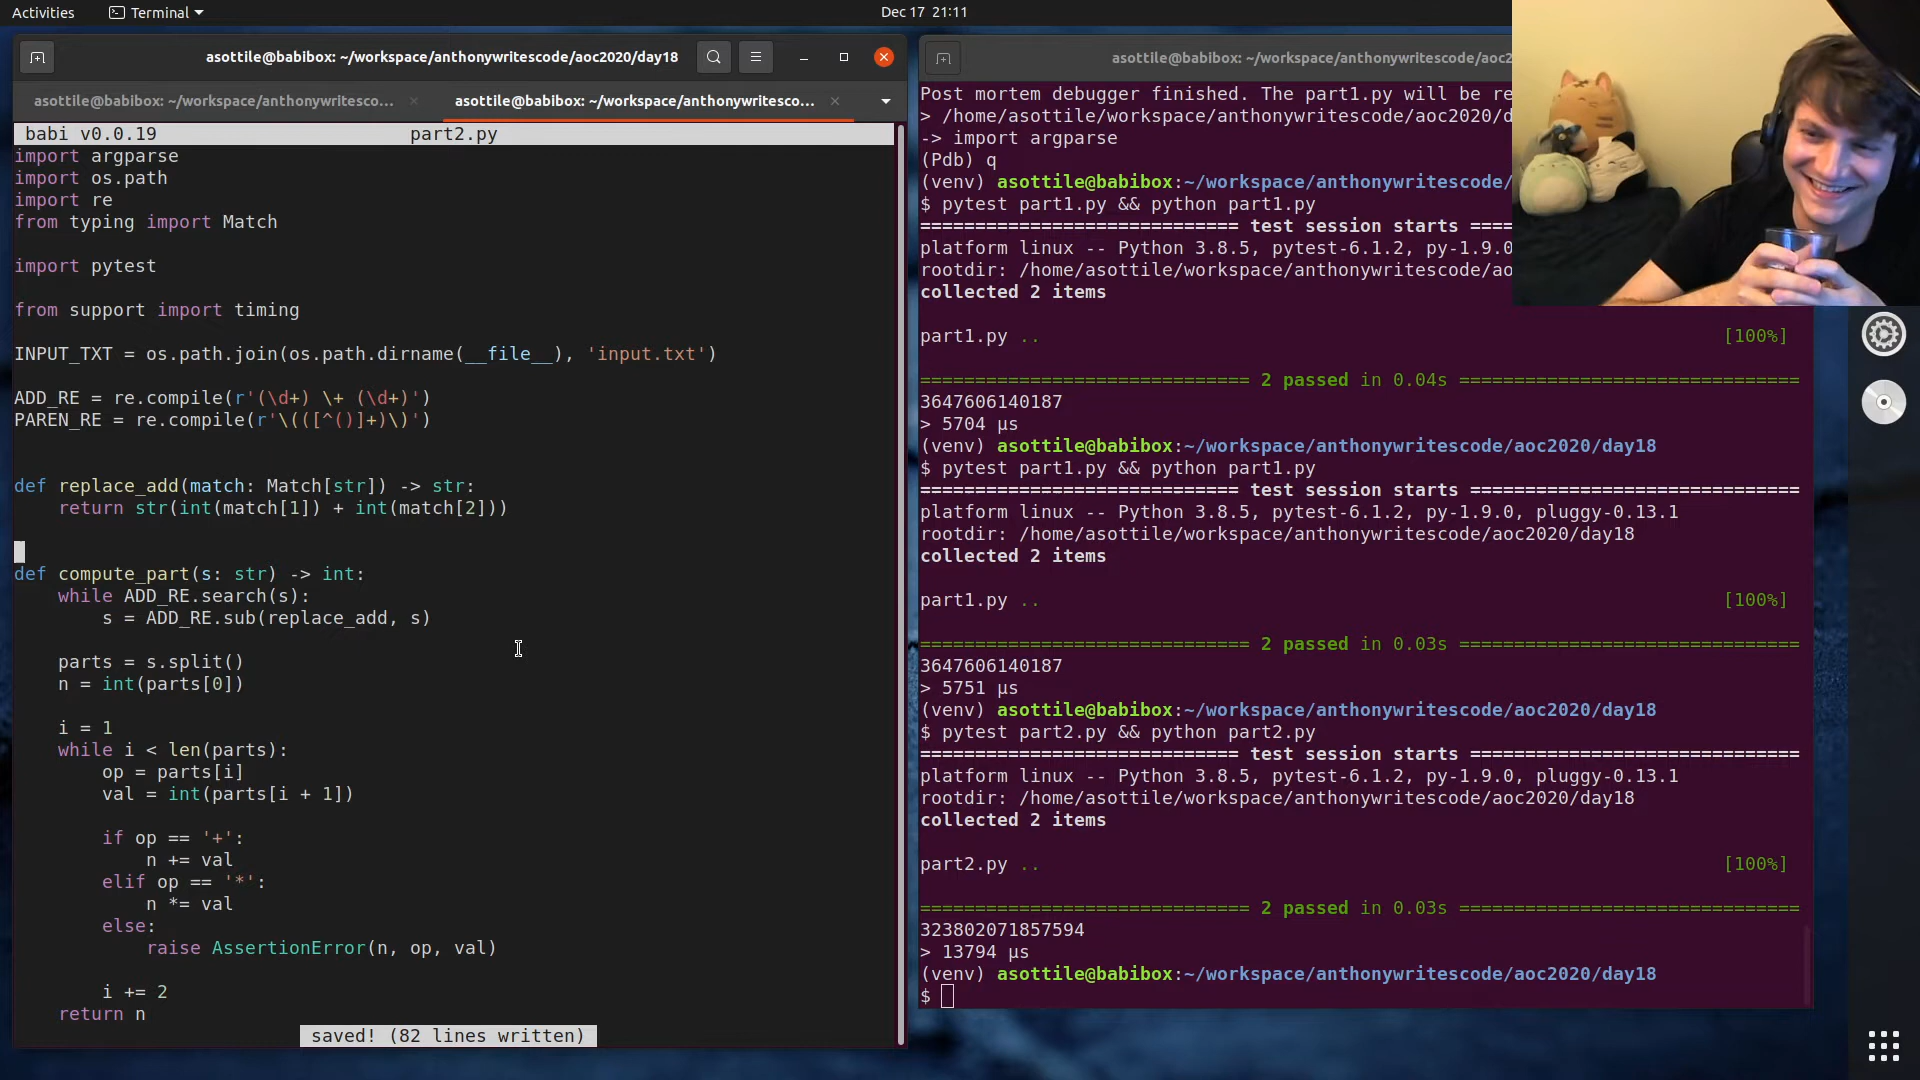 Activities
Terminal
Dec 17 21:11
asottile@babibox: ~/workspace/anthonywritescode/aoc2020/day18
asottile@babibox: ~/workspace/anthonywritesco...
asottile@babibox: ~/workspace/anthonywritesco...
babi v0.0.19 part2.py
import argparse
import os.path
import re
from typing import Match
import pytest
from support import timing
INPUT_TXT = os.path.join(os.path.dirname(__file__), 'input.txt')
ADD_RE = re.compile(r'(\d+) \+ (\d+)')
PAREN_RE = re.compile(r'\(([^()]+)\)')
def replace_add(match: Match[str]) -> str:
    return str(int(match[1]) + int(match[2]))
def compute_part(s: str) -> int:
    while ADD_RE.search(s):
        s = ADD_RE.sub(replace_add, s)
    parts = s.split()
    n = int(parts[0])
    i = 1
    while i < len(parts):
        op = parts[i]
        val = int(parts[i + 1])
        if op == '+':
            n += val
        elif op == '*':
            n *= val
        else:
            raise AssertionError(n, op, val)
        i += 2
    return n
saved! (82 lines written)
asottile@babibox: ~/workspace/anthonywritescode/aoc2
Post mortem debugger finished. The part1.py will be re
> /home/asottile/workspace/anthonywritescode/aoc2020/d
-> import argparse
(Pdb) q
(venv) asottile@babibox:~/workspace/anthonywritescode/
$ pytest part1.py && python part1.py
============================= test session starts ====
platform linux -- Python 3.8.5, pytest-6.1.2, py-1.9.0
rootdir: /home/asottile/workspace/anthonywritescode/ao
collected 2 items
part1.py .. [100%]
============================== 2 passed in 0.04s ===============================
3647606140187
> 5704 μs
(venv) asottile@babibox:~/workspace/anthonywritescode/aoc2020/day18
$ pytest part1.py && python part1.py
============================= test session starts ==============================
platform linux -- Python 3.8.5, pytest-6.1.2, py-1.9.0, pluggy-0.13.1
rootdir: /home/asottile/workspace/anthonywritescode/aoc2020/day18
collected 2 items
part1.py .. [100%]
============================== 2 passed in 0.03s ===============================
3647606140187
> 5751 μs
(venv) asottile@babibox:~/workspace/anthonywritescode/aoc2020/day18
$ pytest part2.py && python part2.py
============================= test session starts ==============================
platform linux -- Python 3.8.5, pytest-6.1.2, py-1.9.0, pluggy-0.13.1
rootdir: /home/asottile/workspace/anthonywritescode/aoc2020/day18
collected 2 items
part2.py .. [100%]
============================== 2 passed in 0.03s ===============================
323802071857594
> 13794 μs
(venv) asottile@babibox:~/workspace/anthonywritescode/aoc2020/day18
$